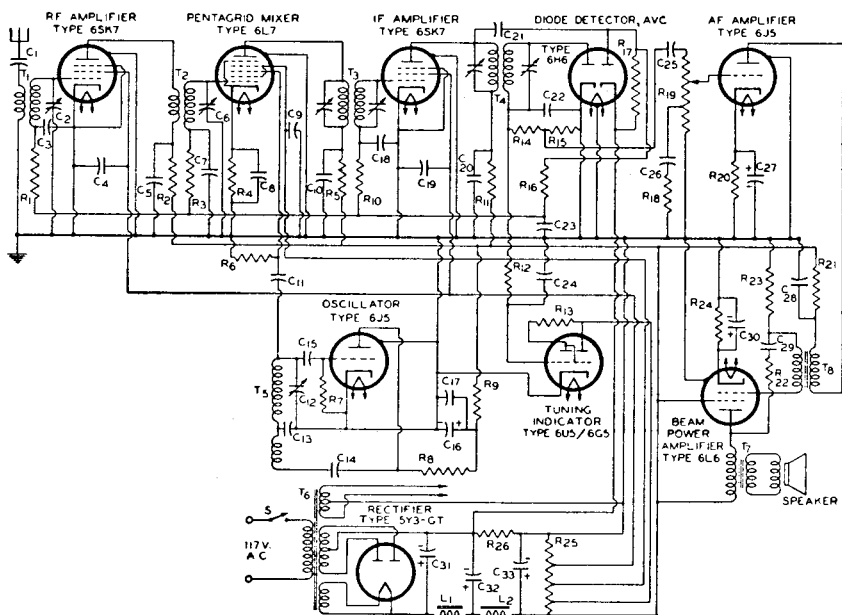 RF AMPLIFIER
TYPE 6SK7
PENTAGRID MIXER
TYPE 6L7
IF AMPLIFIER
TYPE 6SK7
DIODE DETECTOR, AVC
TYPE
6H6
AF AMPLIFIER
TYPE 6J5
C1
T1
C2
C3
C4
R1
C5
R2
T2
C6
C7
R3
R4
C8
C9
R6
C11
T3
C10
R5
R10
C18
C19
C20
R11
C21
T4
C22
R14
R15
R16
R17
C23
C24
R12
R13
C25
R19
C26
R18
R20
C27
R21
R23
C28
R24
C30
C29
R22
T8
OSCILLATOR
TYPE 6J5
T5
C15
C12
R7
C13
C14
R8
C17
C16
R9
TUNING
INDICATOR
TYPE 6U5/6G5
BEAM
POWER
AMPLIFIER
TYPE 6L6
T7
SPEAKER
S
117 V.
A C
T6
RECTIFIER
TYPE 5Y3-GT
C31
C32
R26
C33
R25
L1
L2